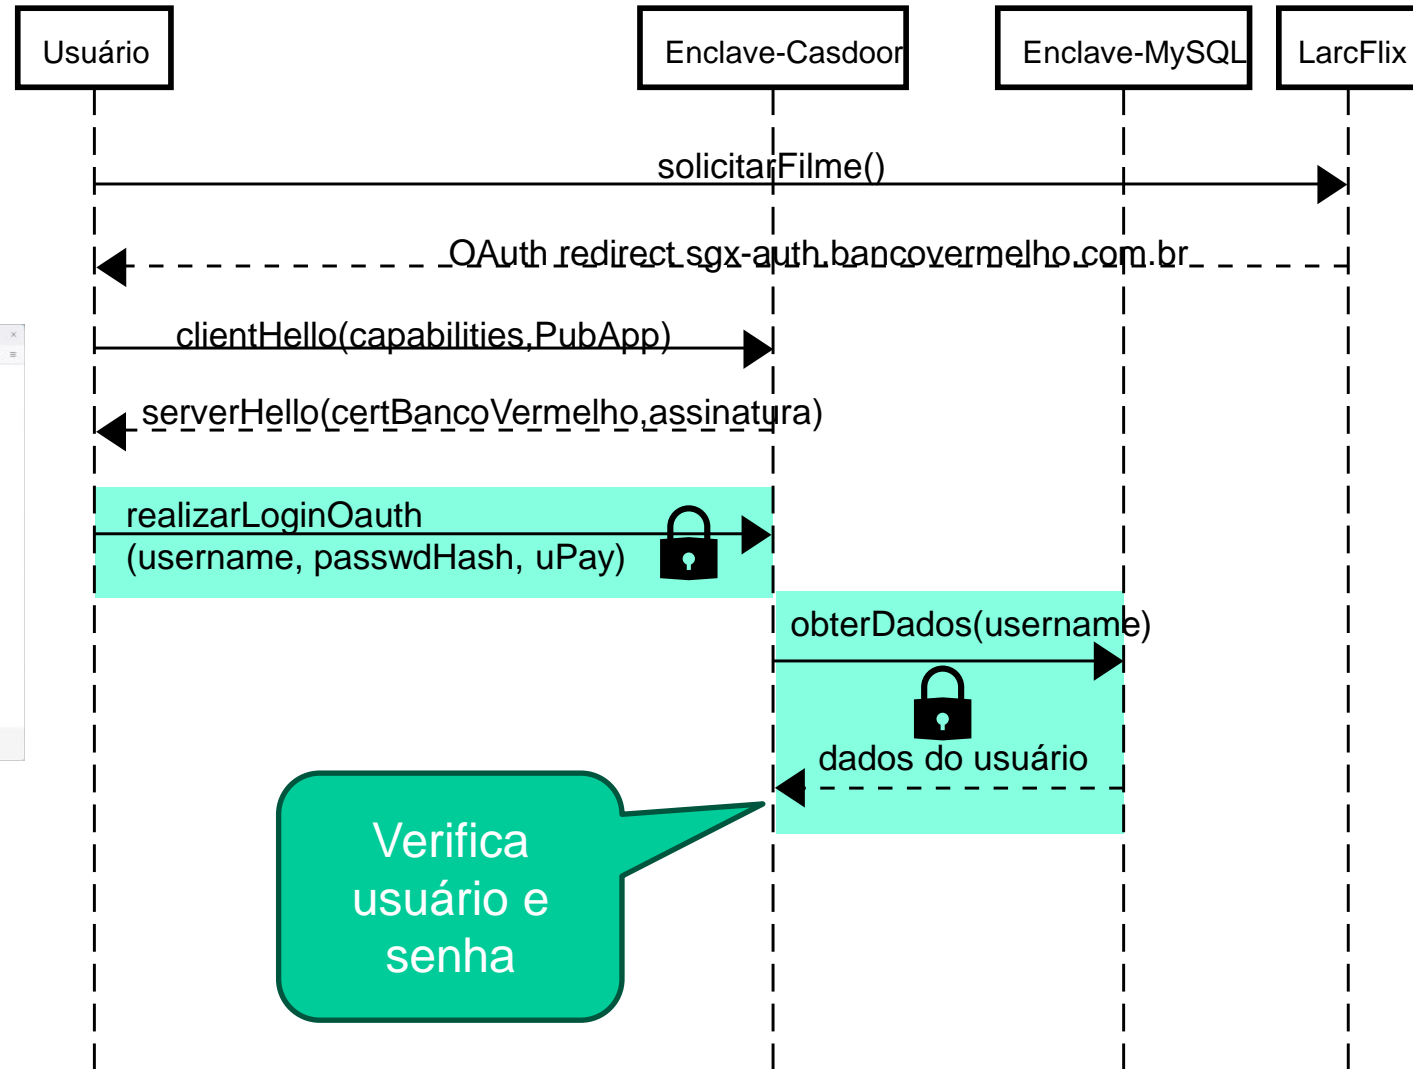 Usuário
Enclave-Casdoor
Enclave-MySQL
LarcFlix
solicitarFilme()
OAuth redirect sgx-auth.bancovermelho.com.br
clientHello(capabilities,PubApp)
serverHello(certBancoVermelho,assinatura)
realizarLoginOauth
(username, passwdHash, uPay)
obterDados(username)
dados do usuário
Verifica
usuário e
senha